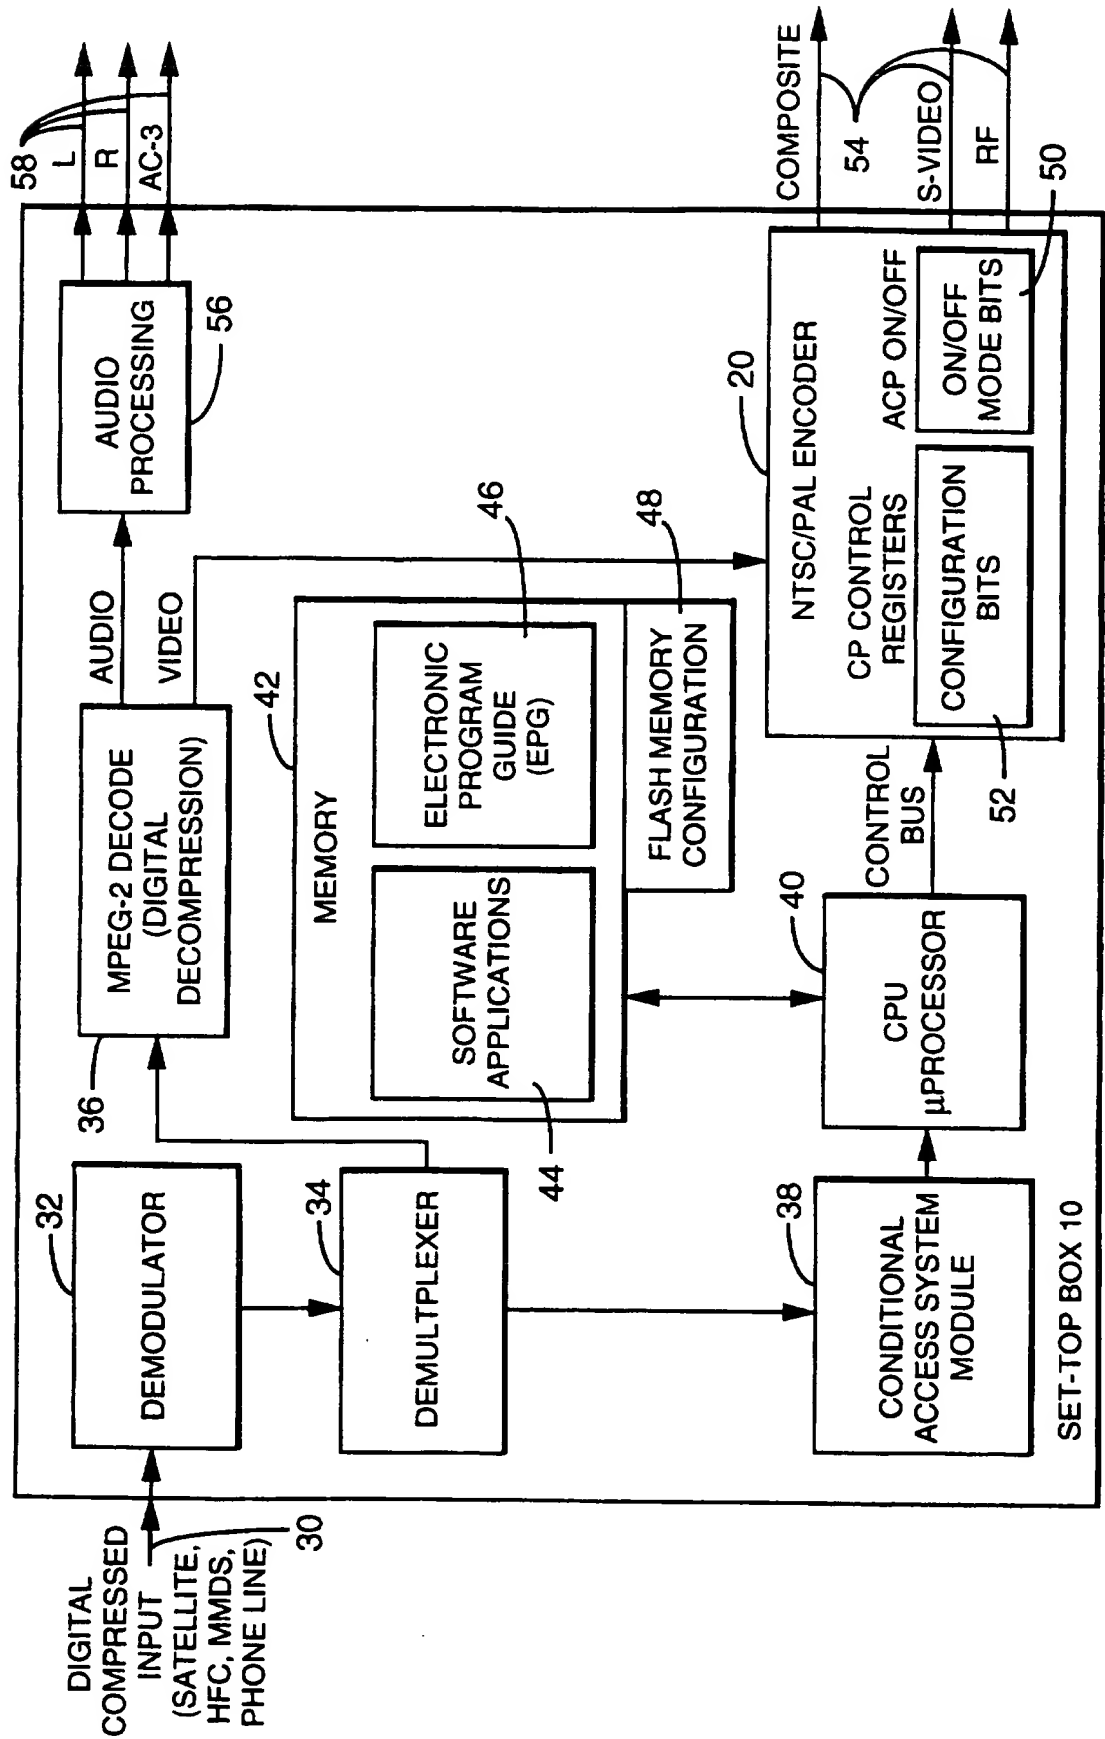 DIGITAL
COMPRESSED
INPUT
(SATELLITE,
HFC, MMDS,
PHONE LINE)
30
32
DEMODULATOR
34
DEMULTPLEXER
36
MPEG-2 DECODE
(DIGITAL
DECOMPRESSION)
AUDIO
VIDEO
AUDIO
PROCESSING
56
58
L
R
AC-3
42
MEMORY
SOFTWARE
APPLICATIONS
44
ELECTRONIC
PROGRAM
GUIDE
(EPG)
46
FLASH MEMORY
CONFIGURATION
48
38
CONDITIONAL
ACCESS SYSTEM
MODULE
40
CPU
µPROCESSOR
CONTROL
BUS
20
NTSC/PAL ENCODER
CP CONTROL
REGISTERS
ACP ON/OFF
CONFIGURATION
BITS
52
ON/OFF
MODE BITS
50
COMPOSITE
54
S-VIDEO
RF
SET-TOP BOX 10